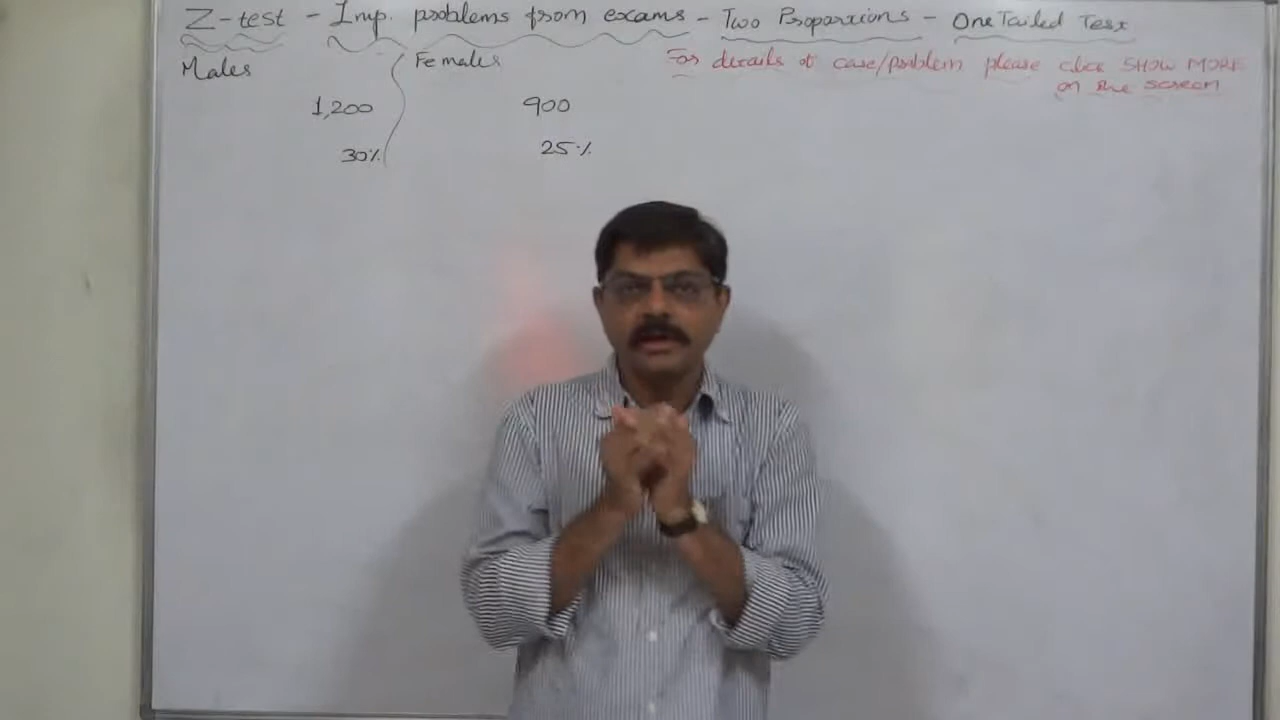 Z-test - Imp. problems from exams - Two Proportions - One Tailed Test
Males
Females
For details of case/problem please click SHOW MORE
on the screen
1,200
900
30%
25%